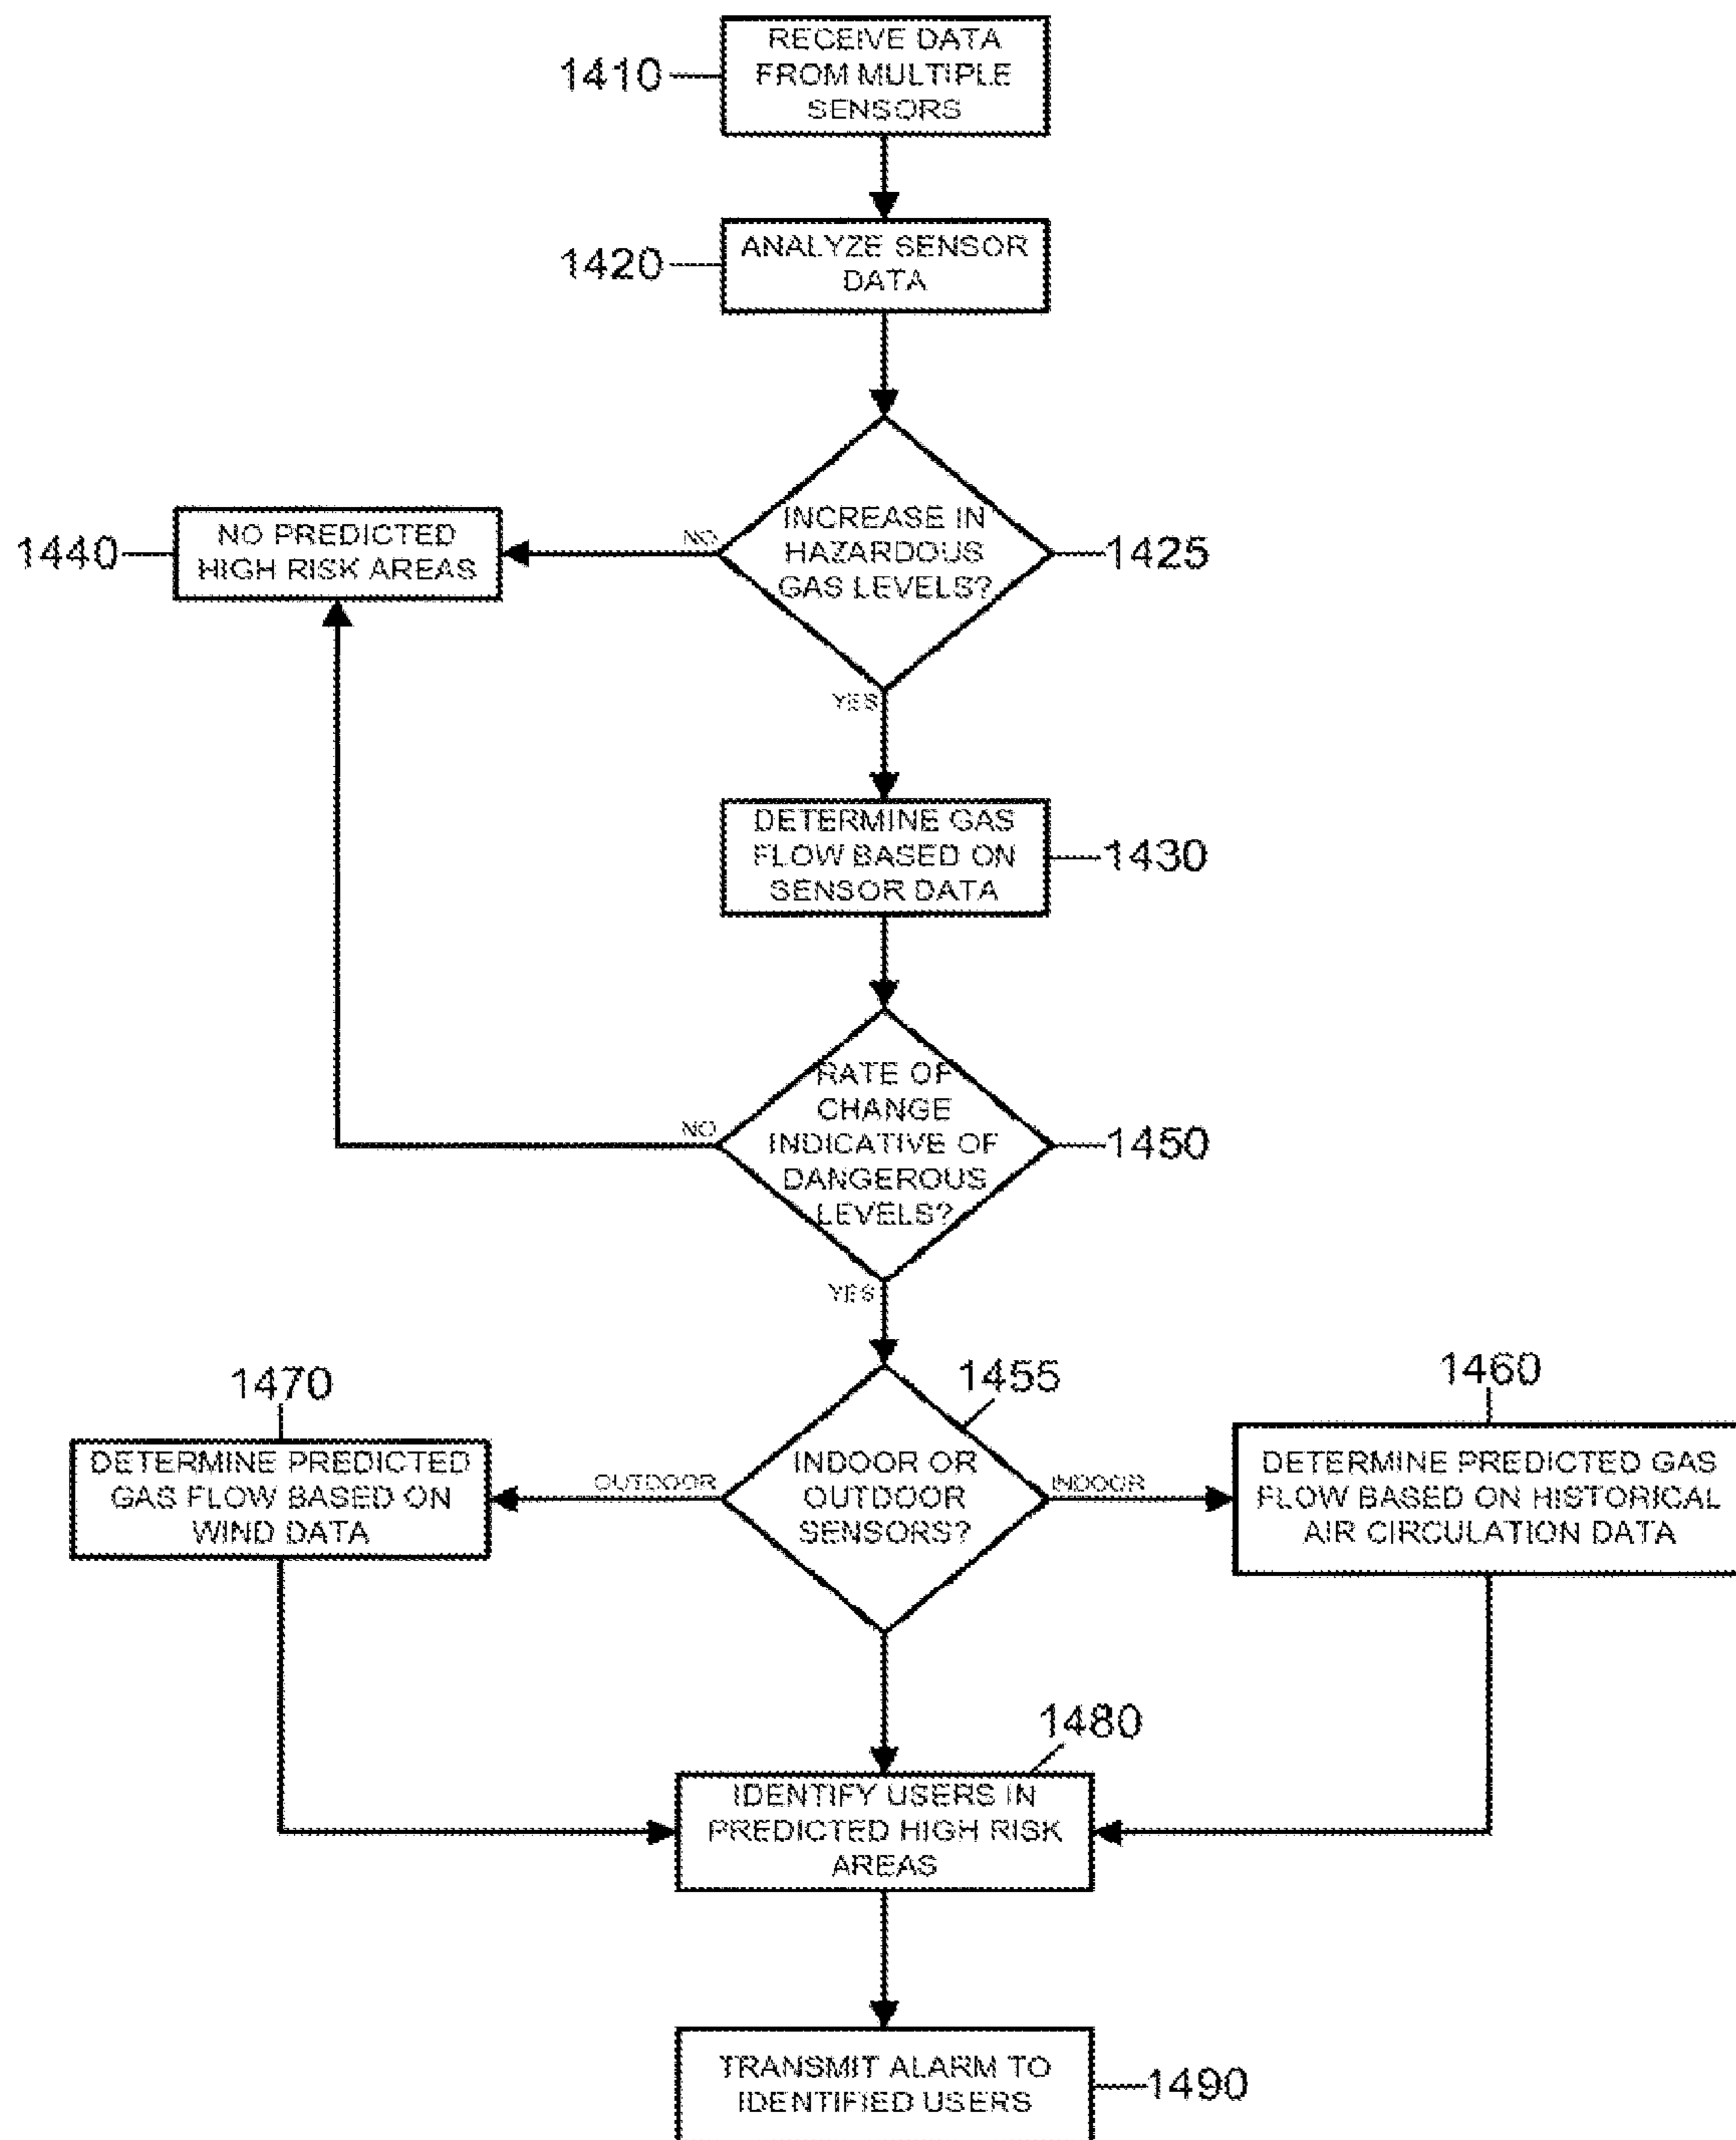 RECEIVE DATA
FROM MULTIPLE
SENSORS
1410
ANALYZE SENSOR
DATA
1420
INCREASE IN
HAZARDOUS
GAS LEVELS?
1425
NO
NO PREDICTED
HIGH RISK AREAS
1440
YES
DETERMINE GAS
FLOW BASED ON
SENSOR DATA
1430
RATE OF
CHANGE
INDICATIVE OF
DANGEROUS
LEVELS?
1450
NO
YES
1455
INDOOR OR
OUTDOOR
SENSORS?
OUTDOOR
INDOOR
1470
DETERMINE PREDICTED
GAS FLOW BASED ON
WIND DATA
1460
DETERMINE PREDICTED GAS
FLOW BASED ON HISTORICAL
AIR CIRCULATION DATA
1480
IDENTIFY USERS IN
PREDICTED HIGH RISK
AREAS
TRANSMIT ALARM TO
IDENTIFIED USERS
1490